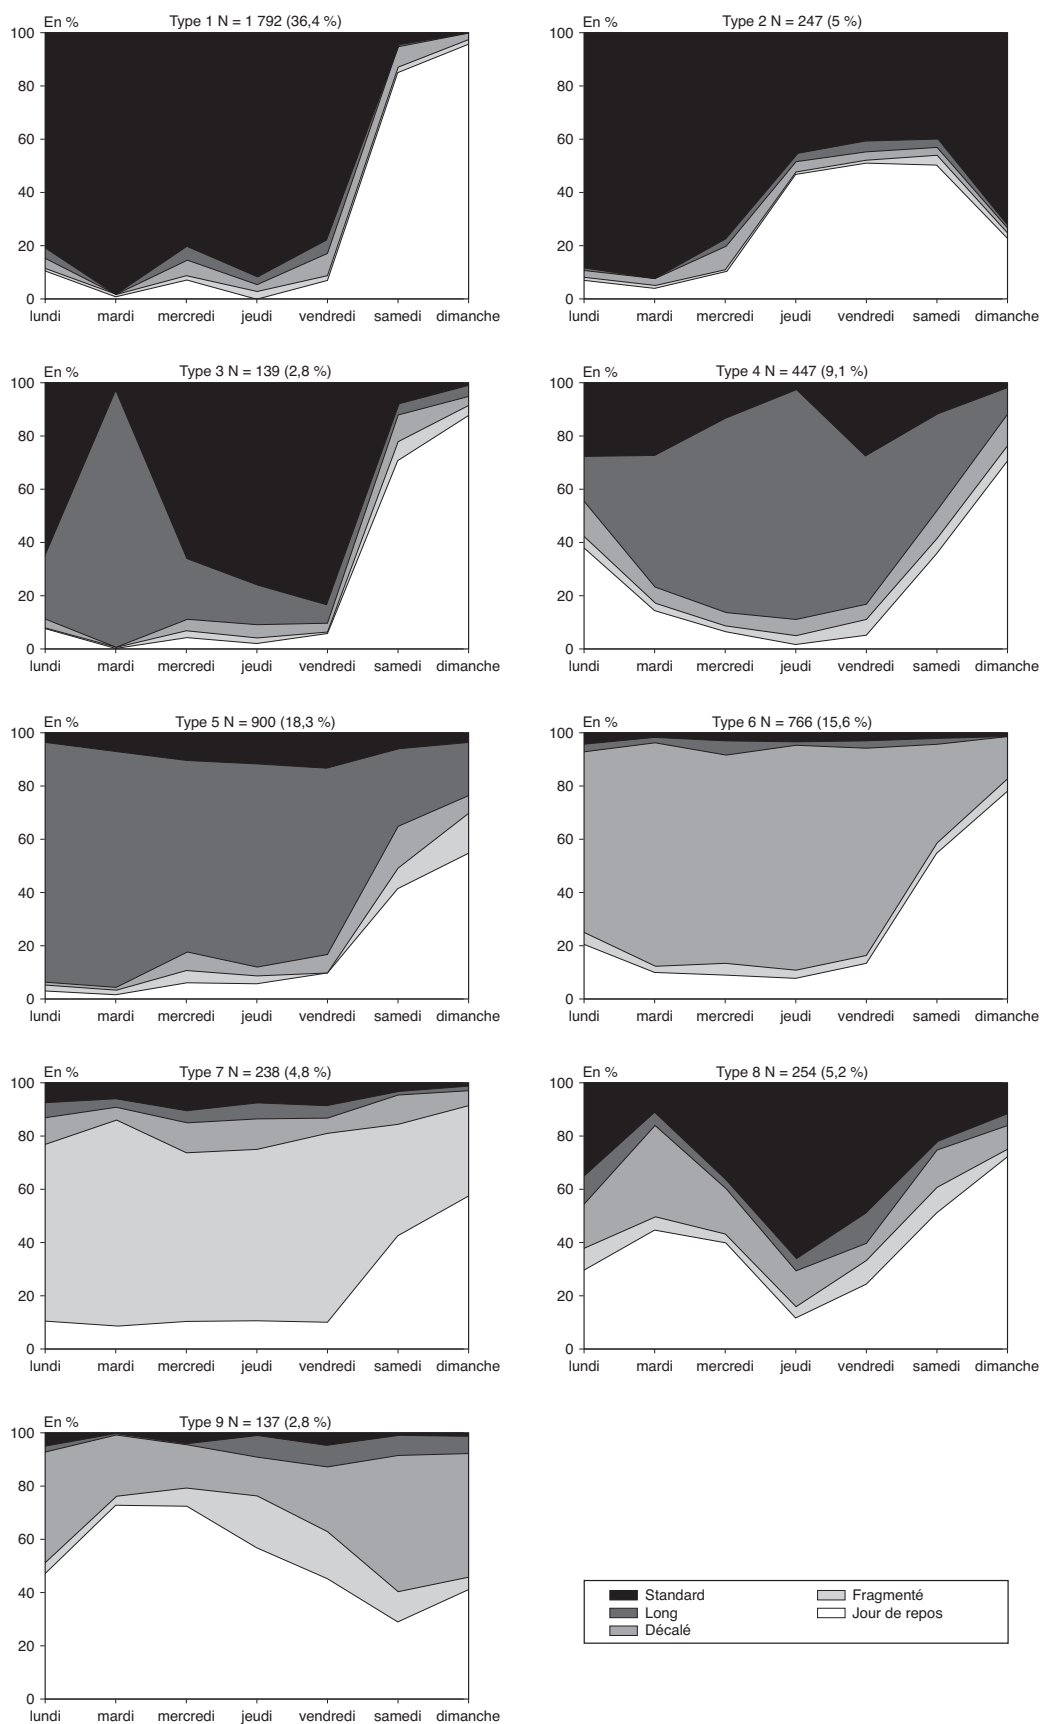 En %
Type 1 N = 1 792 (36,4 %)
100
80
60
40
20
0
lundi mardi mercredi jeudi vendredi samedi dimanche
En %
Type 2 N = 247 (5 %)
100
80
60
40
20
0
lundi mardi mercredi jeudi vendredi samedi dimanche
En %
Type 3 N = 139 (2,8 %)
100
80
60
40
20
0
lundi mardi mercredi jeudi vendredi samedi dimanche
En %
Type 4 N = 447 (9,1 %)
100
80
60
40
20
0
lundi mardi mercredi jeudi vendredi samedi dimanche
En %
Type 5 N = 900 (18,3 %)
100
80
60
40
20
0
lundi mardi mercredi jeudi vendredi samedi dimanche
En %
Type 6 N = 766 (15,6 %)
100
80
60
40
20
0
lundi mardi mercredi jeudi vendredi samedi dimanche
En %
Type 7 N = 238 (4,8 %)
100
80
60
40
20
0
lundi mardi mercredi jeudi vendredi samedi dimanche
En %
Type 8 N = 254 (5,2 %)
100
80
60
40
20
0
lundi mardi mercredi jeudi vendredi samedi dimanche
En %
Type 9 N = 137 (2,8 %)
100
80
60
40
20
0
lundi mardi mercredi jeudi vendredi samedi dimanche
Standard
Long
Décalé
Fragmenté
Jour de repos